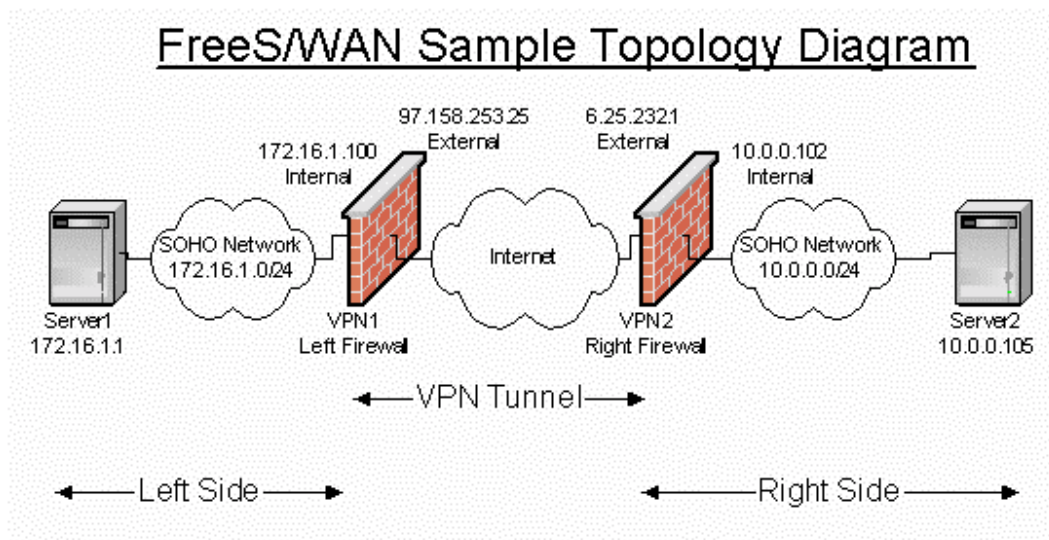 FreeS/WAN Sample Topology Diagram
97.158.253.25
External
6.25.232.1
External
172.16.1.100
Internal
10.0.0.102
Internal
SOHO Network
172.16.1.0/24
Internet
SOHO Network
10.0.0.0/24
Server1
172.16.1.1
VPN1
Left Firewall
VPN2
Right Firewall
Server2
10.0.0.105
VPN Tunnel
Left Side
Right Side